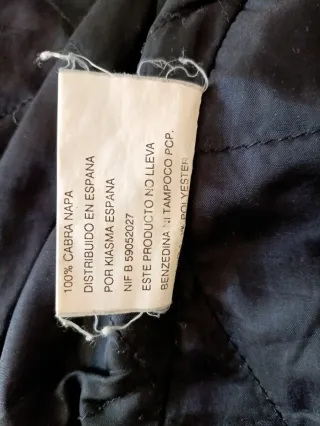 100% CABRA NAPA
DISTRIBUIDO EN ESPANA
POR KIASMA ESPANA
NIF B 59052027
ESTE PRODUCTO NO LLEVA
BENZEDINA NI TAMPOCO PCP.
POLYESTER